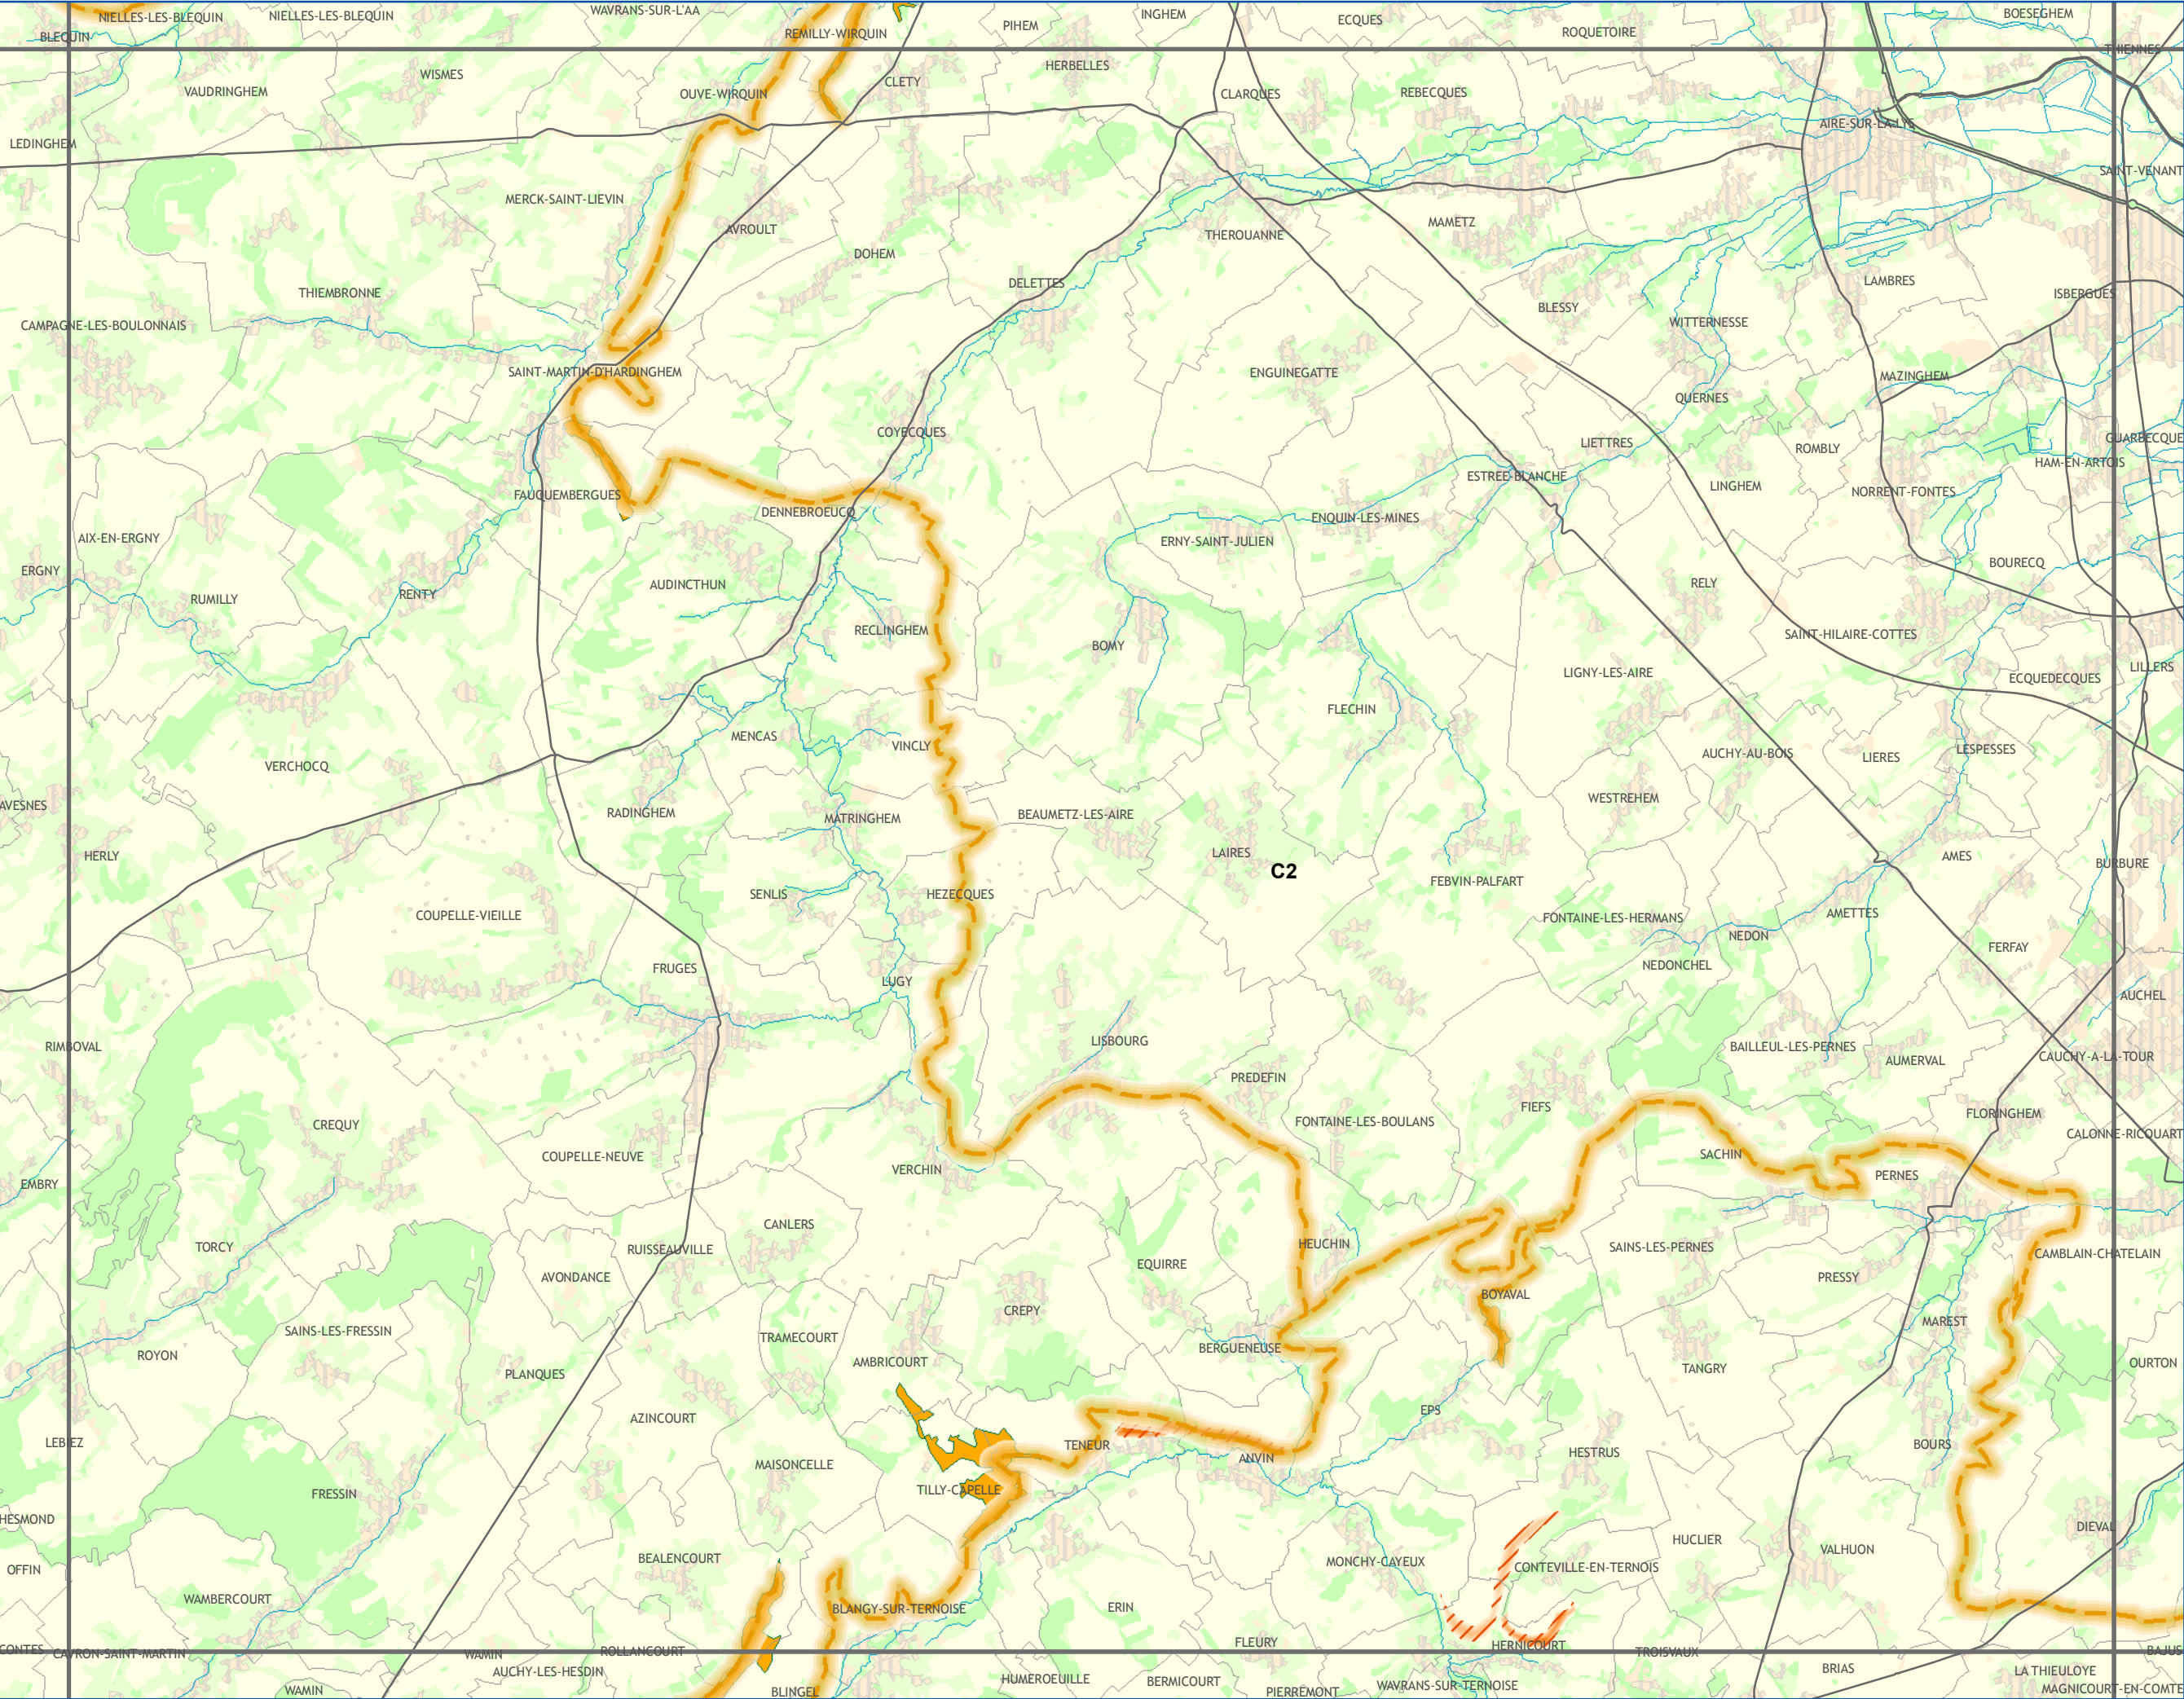 NIELLES-LES-BLEQUIN
NIELLES-LES-BLEQUIN
WAVRANS-SUR-L'AA
REMILLY-WIRQUIN
PIHEM
INGHEM
ECQUES
ROQUETOIRE
BOESEGHEM
BLEQUIN
THIENNES
VAUDRINGHEM
WISMES
OUVE-WIRQUIN
CLETY
HERBELLES
CLARQUES
REBECQUES
AIRE-SUR-LA-LYS
LEDINGHEM
SAINT-VENANT
MERCK-SAINT-LIEVIN
AVROULT
DOHEM
THEROUANNE
MAMETZ
DELETTES
THIEMBRONNE
BLESSY
LAMBRES
ISBERGUES
CAMPAGNE-LES-BOULONNAIS
WITTERNESSE
SAINT-MARTIN-D'HARDINGHEM
ENGUINEGATTE
MAZINGHEM
QUERNES
COYECQUES
LIETTRES
ROMBLY
GUARBECQUE
HAM-EN-ARTOIS
ESTREE-BLANCHE
LINGHEM
NORRENT-FONTES
FAUQUEMBERGUES
DENNEBROEUCQ
ENQUIN-LES-MINES
ERNY-SAINT-JULIEN
AIX-EN-ERGNY
ERGNY
BOURECQ
RUMILLY
RENTY
AUDINCTHUN
RELY
RECLINGHEM
BOMY
SAINT-HILAIRE-COTTES
LILLERS
LIGNY-LES-AIRE
ECQUEDECQUES
FLECHIN
MENCAS
VINCLY
AUCHY-AU-BOIS
LIERES
LESPESSES
VERCHOCQ
WESTREHEM
AVESNES
RADINGHEM
MATRINGHEM
BEAUMETZ-LES-AIRE
HERLY
LAIRES
C2
AMES
BURBURE
SENLIS
HEZECQUES
FEBVIN-PALFART
COUPELLE-VIEILLE
FONTAINE-LES-HERMANS
AMETTES
NEDON
FERFAY
FRUGES
NEDONCHEL
LUGY
AUCHEL
RIMBOVAL
LISBOURG
BAILLEUL-LES-PERNES
AUMERVAL
CAUCHY-A-LA-TOUR
PREDEFIN
CREQUY
FONTAINE-LES-BOULANS
FIEFS
FLORINGHEM
CALONNE-RICQUART
COUPELLE-NEUVE
VERCHIN
SACHIN
PERNES
EMBRY
CANLERS
TORCY
RUISSEAUVILLE
HEUCHIN
SAINS-LES-PERNES
CAMBLAIN-CHATELAIN
AVONDANCE
EQUIRRE
PRESSY
BOYAVAL
CREPY
SAINS-LES-FRESSIN
TRAMECOURT
MAREST
ROYON
BERGUENEUSE
AMBRICOURT
TANGRY
OURTON
PLANQUES
AZINCOURT
EPS
LEBIEZ
TENEUR
ANVIN
HESTRUS
BOURS
MAISONCELLE
TILLY-CAPELLE
FRESSIN
HESMOND
DIEVAL
HUCLIER
VALHUON
OFFIN
BEALENCOURT
MONCHY-CAYEUX
CONTEVILLE-EN-TERNOIS
WAMBERCOURT
BLANGY-SUR-TERNOISE
ERIN
CONTES
CAVRON-SAINT-MARTIN
WAMIN
ROLLANCOURT
FLEURY
HERNICOURT
TROISVAUX
BAJUS
AUCHY-LES-HESDIN
HUMEROEUILLE
BERMICOURT
BRIAS
LA THIEULOYE
WAMIN
BLINGEL
PIERREMONT
WAVRANS-SUR-TERNOISE
MAGNICOURT-EN-COMTE